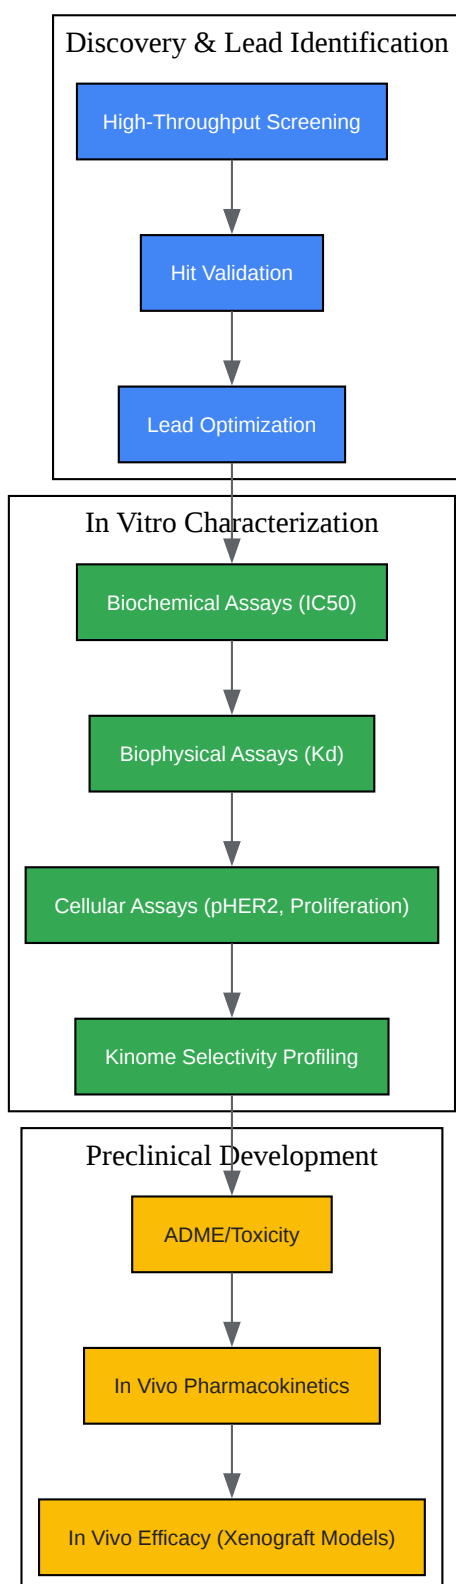 Discovery & Lead Identification
High-Throughput Screening
Hit Validation
Lead Optimization
In Vitro Characterization
Biochemical Assays (IC50)
Biophysical Assays (Kd)
Cellular Assays (pHER2, Proliferation)
Kinome Selectivity Profiling
Preclinical Development
ADME/Toxicity
In Vivo Pharmacokinetics
In Vivo Efficacy (Xenograft Models)